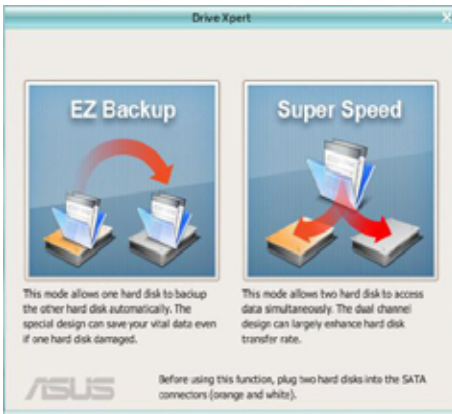 Drive Xpert
EZ Backup
Super Speed
This mode allows one hard disk to backup
the other hard disk automatically. The
special design can save your vital data even
if one hard disk damaged.
This mode allows two hard disk to access
data simultaneously. The dual channel
design can largely enhance hard disk
transfer rate.
ASUS
Before using this function, plug two hard disks into the SATA
connectors (orange and white).